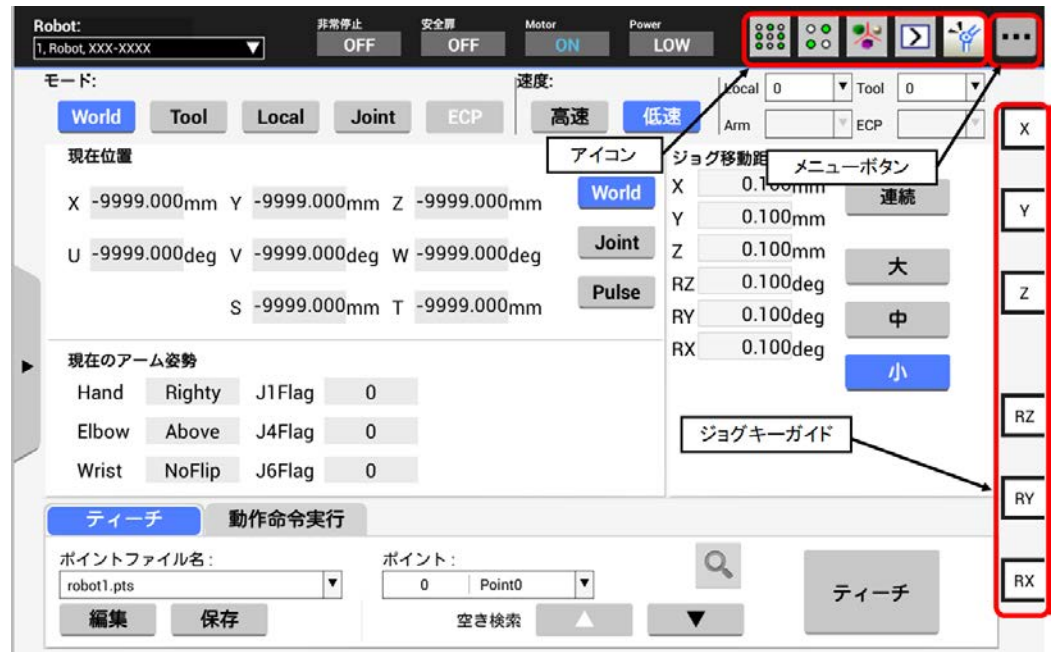 Robot: 非常停止 安全扉 Motor Power
1, Robot, XXX-XXXX OFF OFF ON LOW
モード: 速度:
World Tool Local Joint ECP 高速 低速
Local 0 Tool 0
Arm ECP
アイコン
メニューボタン
現在位置
X -9999.000mm Y -9999.000mm Z -9999.000mm
U -9999.000deg V -9999.000deg W -9999.000deg
S -9999.000mm T -9999.000mm
World
Joint
Pulse
ジョグ移動距
X 0.100mm
Y 0.100mm
Z 0.100mm
RZ 0.100deg
RY 0.100deg
RX 0.100deg
連続
大
中
小
現在のアーム姿勢
Hand Righty J1Flag 0
Elbow Above J4Flag 0
Wrist NoFlip J6Flag 0
ジョグキーガイド
X
Y
Z
RZ
RY
RX
ティーチ 動作命令実行
ポイントファイル名: ポイント:
robot1.pts 0 Point0
編集 保存 空き検索
ティーチ